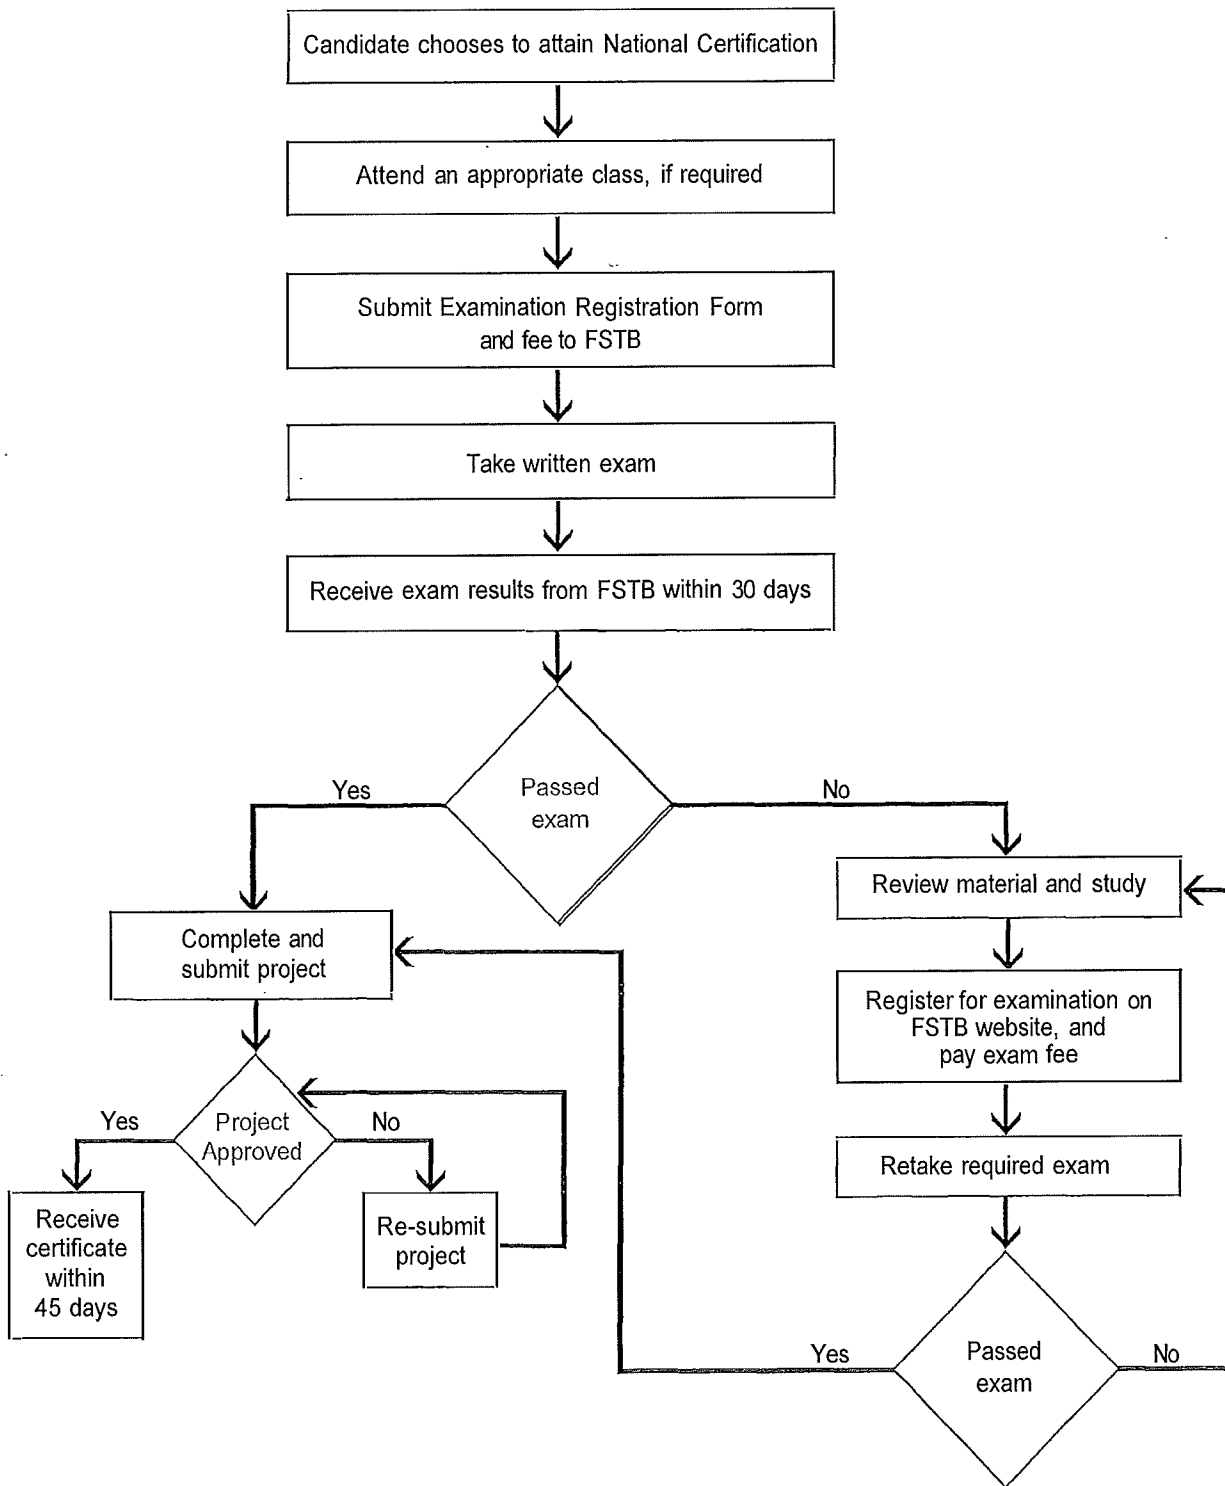 Candidate chooses to attain National Certification
Attend an appropriate class, if required
Submit Examination Registration Form
and fee to FSTB
Take written exam
Receive exam results from FSTB within 30 days
Passed
exam
Yes
No
Review material and study
Complete and
submit project
Register for examination on
FSTB website, and
pay exam fee
Project
Approved
Yes
No
Retake required exam
Receive
certificate
within
45 days
Re-submit
project
Passed
exam
Yes
No